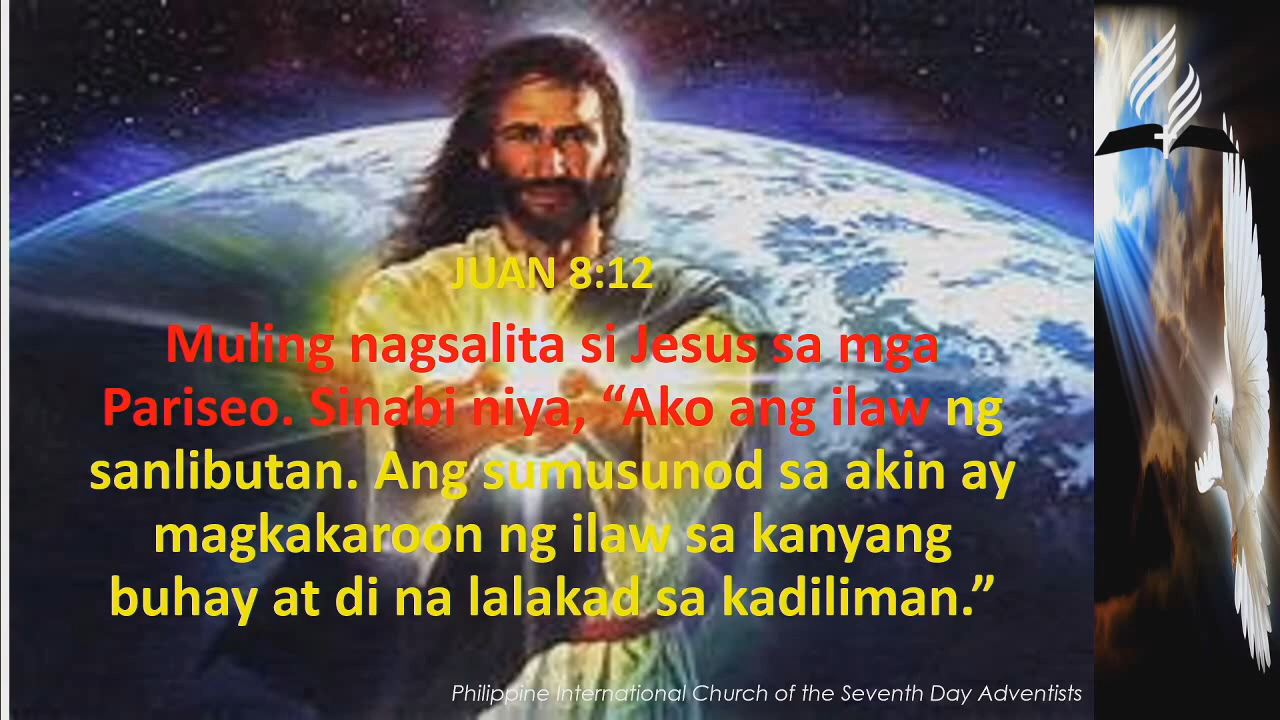 JUAN 8:12
Muling nagsalita si Jesus sa mga
Pariseo. Sinabi niya, “Ako ang ilaw ng
sanlibutan. Ang sumusunod sa akin ay
magkakaroon ng ilaw sa kanyang
buhay at di na lalakad sa kadiliman.”
Philippine International Church of the Seventh Day Adventists